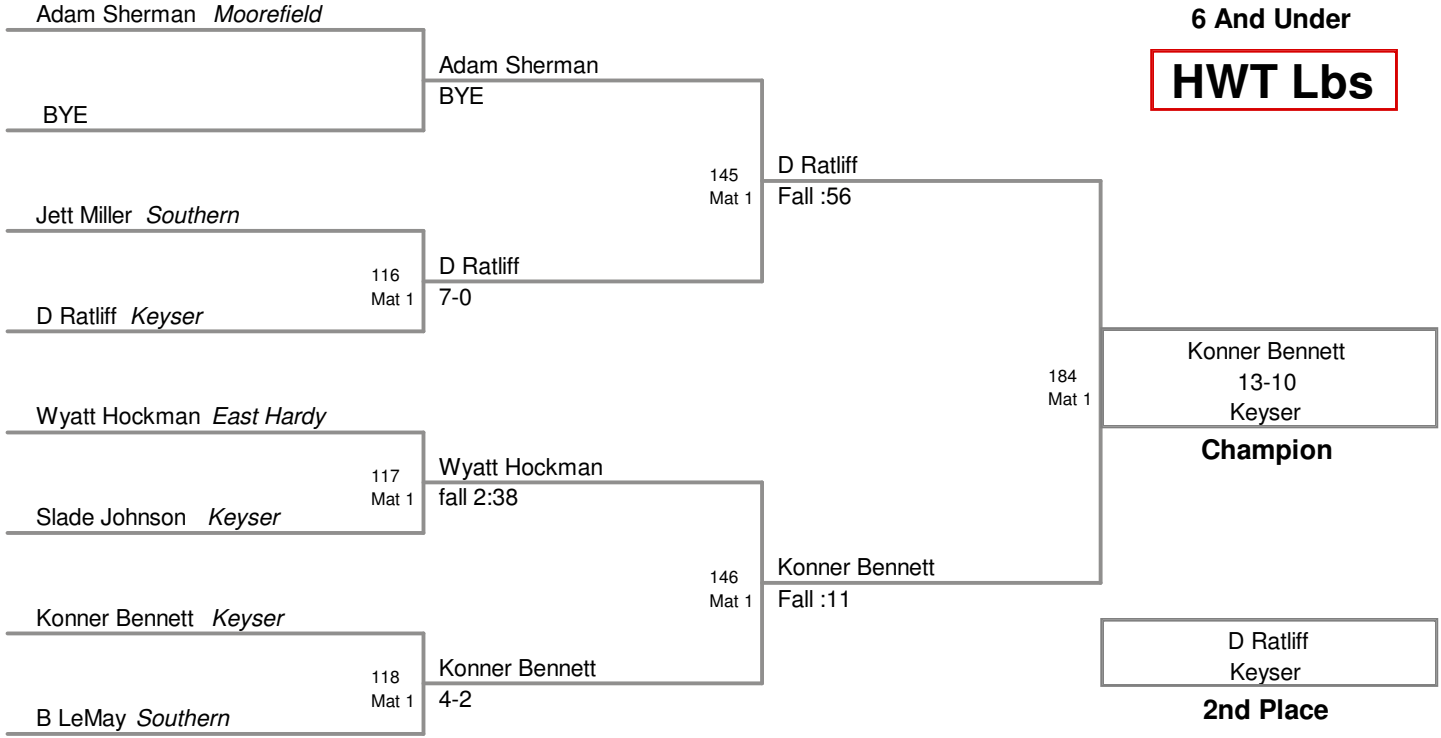 Adam Sherman Moorefield
6 And Under
HWT Lbs
Adam Sherman
BYE
BYE
D Ratliff
145
Mat 1
Fall :56
Jett Miller Southern
116
Mat 1
D Ratliff
7-0
D Ratliff Keyser
Konner Bennett
13-10
Keyser
184
Mat 1
Champion
Wyatt Hockman East Hardy
117
Mat 1
Wyatt Hockman
fall 2:38
Slade Johnson Keyser
146
Mat 1
Konner Bennett
Fall :11
Konner Bennett Keyser
118
Mat 1
Konner Bennett
4-2
B LeMay Southern
D Ratliff
Keyser
2nd Place